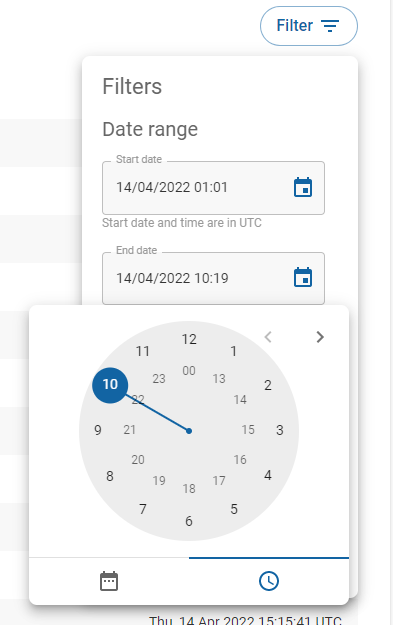 Filter
Filters
Date range
Start date
14/04/2022 01:01
Start date and time are in UTC
End date
14/04/2022 10:19
12
11 1
00
23 13
10 2
22 14
9 21 15 3
20 16
8 4
19 17
18
7 5
6
Thu, 14 Apr 2022 15:15:41 UTC